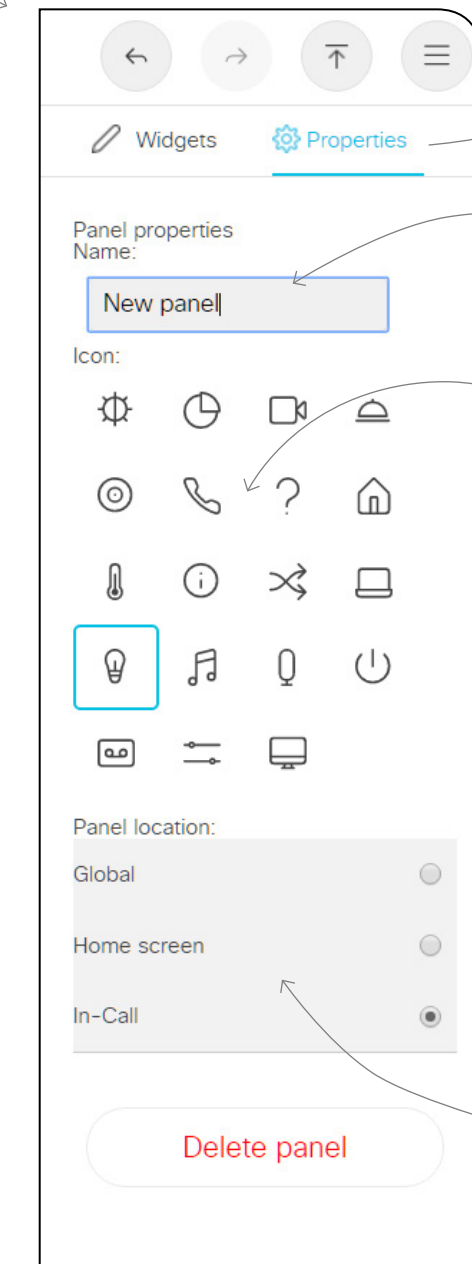 Widgets
Properties
Panel properties
Name:
New panel
Icon:
Panel location:
Global
Home screen
In-Call
Delete panel